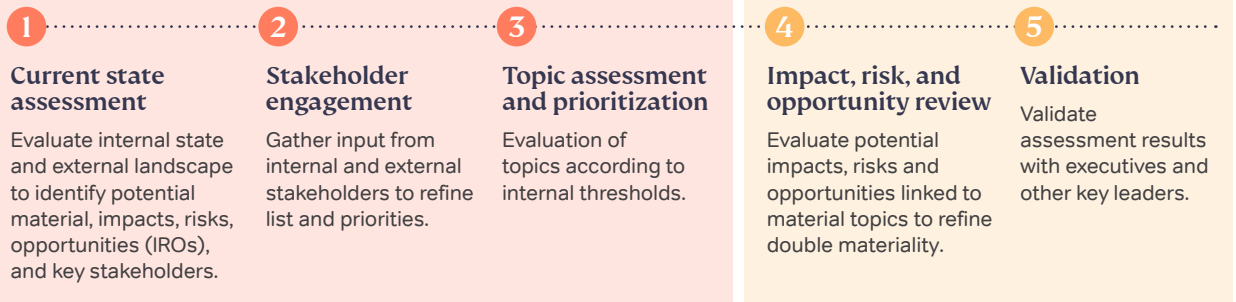 1
Current state
assessment
Evaluate internal state
and external landscape
to identify potential
material, impacts, risks,
opportunities (IROs),
and key stakeholders.
2
Stakeholder
engagement
Gather input from
internal and external
stakeholders to refine
list and priorities.
3
Topic assessment
and prioritization
Evaluation of
topics according to
internal thresholds.
4
Impact, risk, and
opportunity review
Evaluate potential
impacts, risks and
opportunities linked to
material topics to refine
double materiality.
5
Validation
Validate
assessment results
with executives and
other key leaders.